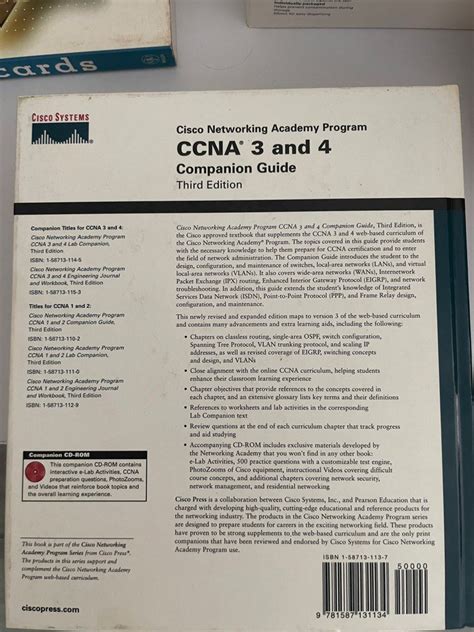 Individually packaged
cards
CISCO SYSTEMS
Cisco Networking Academy Program
CCNA® 3 and 4
Companion Guide
Third Edition
Companion Titles for CCNA 3 and 4:
Cisco Networking Academy Program
CCNA 3 and 4 Lab Companion,
Third Edition
ISBN: 1-58713-114-5
Cisco Networking Academy Program
CCNA 3 and 4 Engineering Journal
and Workbook, Third Edition
ISBN: 1-58713-115-3
Titles for CCNA 1 and 2:
Cisco Networking Academy Program
CCNA 1 and 2 Companion Guide,
Third Edition
ISBN: 1-58713-110-2
Cisco Networking Academy Program
CCNA 1 and 2 Lab Companion,
Third Edition
ISBN: 1-58713-111-0
Cisco Networking Academy Program
CCNA 1 and 2 Engineering Journal
and Workbook, Third Edition
ISBN: 1-58713-112-9
Companion CD-ROM
This companion CD-ROM contains
interactive e-Lab Activities, CCNA
preparation questions, PhotoZooms,
and Videos that reinforce book topics and
the overall learning experience.
This book is part of the Cisco Networking
Academy Program Series from Cisco Press®.
The products in this series support
and complement the Cisco Networking
Academy Program web-based curriculum.
ciscopress.com
Cisco Networking Academy Program CCNA 3 and 4 Companion Guide, Third Edition, is
the Cisco approved textbook that supplements the CCNA 3 and 4 web-based curriculum of
the Cisco Networking Academy® Program. The topics covered in this guide provide students
with the necessary knowledge to help them prepare for CCNA certification and to enter
the field of network administration. The Companion Guide introduces the student to the
design, configuration, and maintenance of switches, local-area networks (LANs), and virtual
local-area networks (VLANs). It also covers wide-area networks (WANs), Internetwork
Packet Exchange (IPX) routing, Enhanced Interior Gateway Protocol (EIGRP), and network
troubleshooting. In addition, this guide extends the student's knowledge of Integrated
Services Data Network (ISDN), Point-to-Point Protocol (PPP), and Frame Relay design,
configuration, and maintenance.
This newly revised and expanded edition maps to version 3 of the web-based curriculum
and contains many advancements and extra learning aids, including the following:
• Chapters on classless routing, single-area OSPF, switch configuration,
Spanning Tree Protocol, VLAN trunking protocol, and scaling IP
addresses, as well as revised coverage of EIGRP, switching concepts
and design, and VLANs
• Close alignment with the online CCNA curriculum, helping students
enhance their classroom learning experience
• Chapter objectives that provide references to the concepts covered in
each chapter, and an extensive glossary lists key terms and their definitions
• References to worksheets and lab activities in the corresponding
Lab Companion text
• Review questions at the end of each curriculum chapter that track progress
and aid studying
• Accompanying CD-ROM includes exclusive materials developed by
the Networking Academy that you won't find in any other book:
e-Lab Activities, 500 practice questions with a customizable test engine,
PhotoZooms of Cisco equipment, instructional Videos covering difficult
course concepts, and additional chapters covering network security,
network management, and residential networking
Cisco Press is a collaboration between Cisco Systems, Inc., and Pearson Education that is
charged with developing high-quality, cutting-edge educational and reference products for
the networking industry. The products in the Cisco Networking Academy Program series
are designed to prepare students for careers in the exciting networking field. These products
have proven to be strong supplements to the web-based curriculum and are the only print
companions that have been reviewed and endorsed by Cisco Systems for Cisco Networking
Academy Program use.
ISBN 1-58713-113-7
50000
9 781587 131134